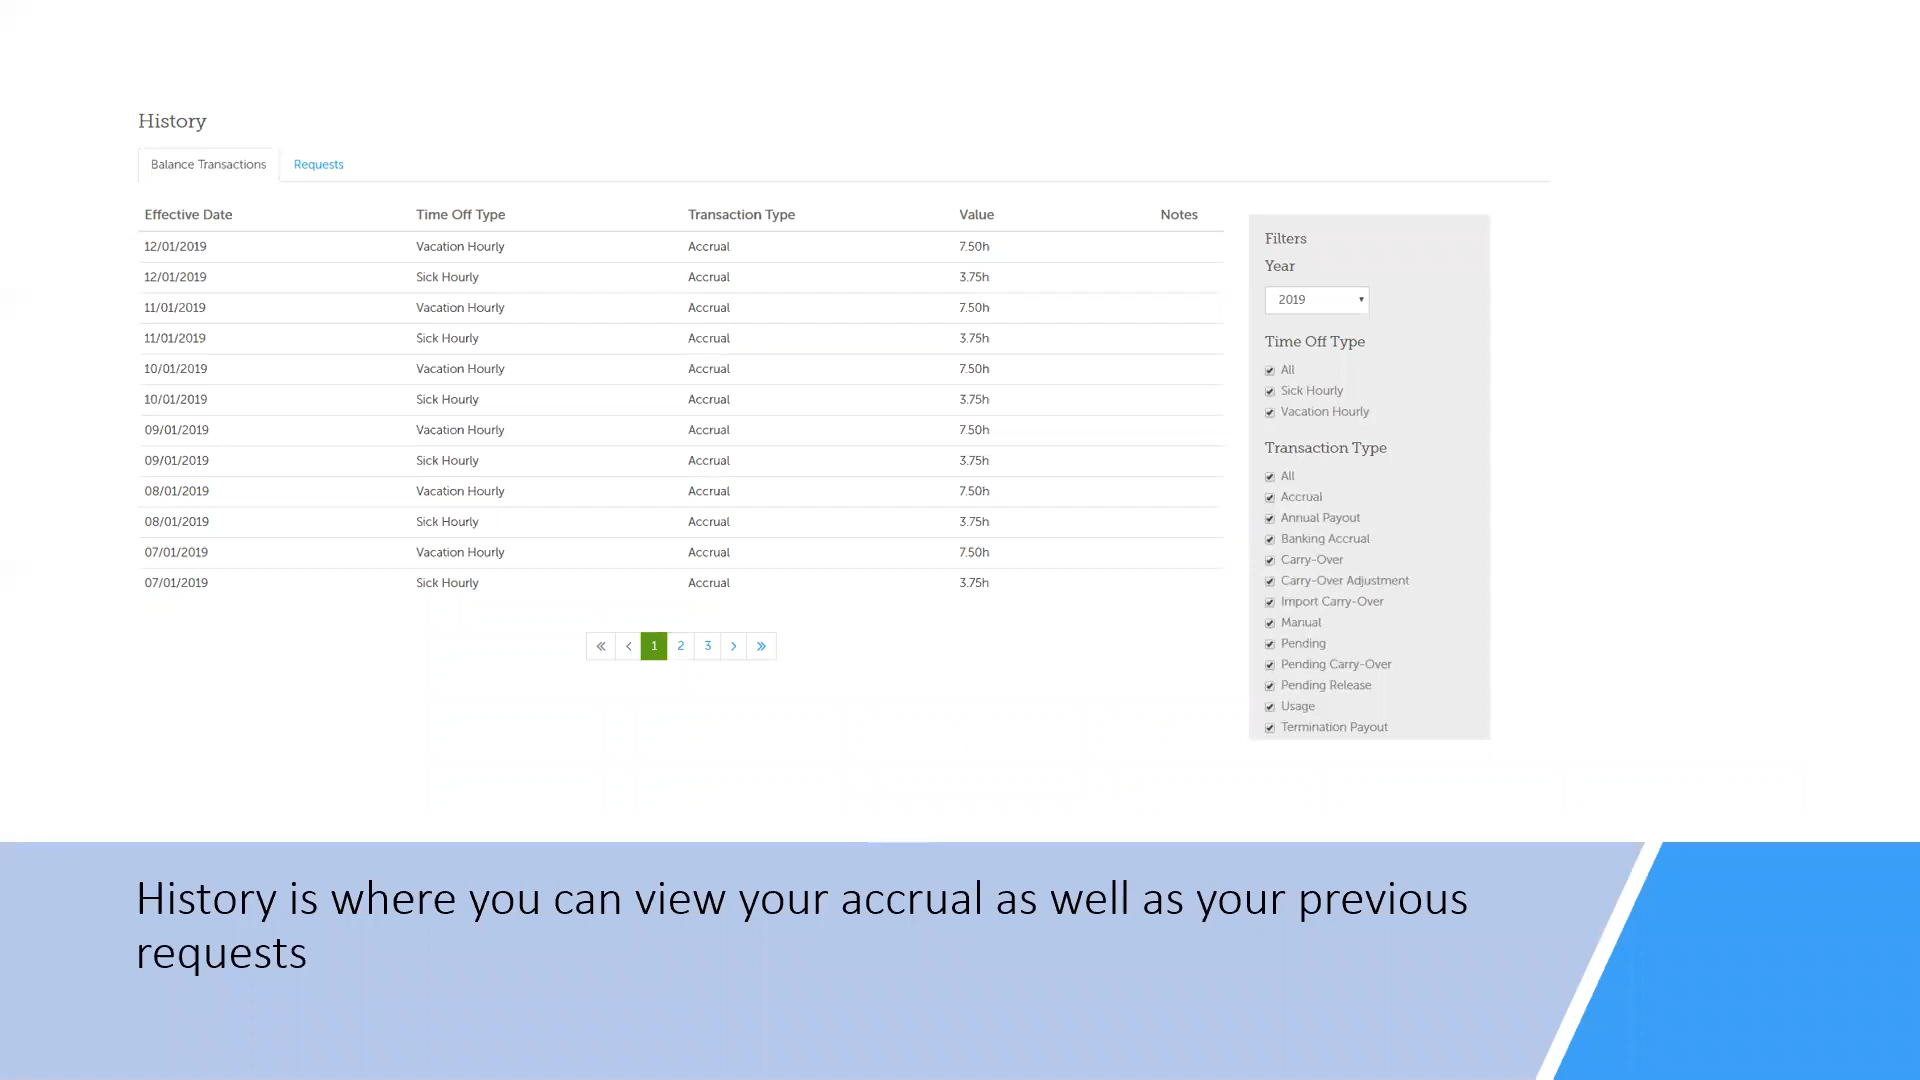 History
Balance Transactions Requests
Effective Date Time Off Type Transaction Type Value Notes
12/01/2019 Vacation Hourly Accrual 7.50h
12/01/2019 Sick Hourly Accrual 3.75h
11/01/2019 Vacation Hourly Accrual 7.50h
11/01/2019 Sick Hourly Accrual 3.75h
10/01/2019 Vacation Hourly Accrual 7.50h
10/01/2019 Sick Hourly Accrual 3.75h
09/01/2019 Vacation Hourly Accrual 7.50h
09/01/2019 Sick Hourly Accrual 3.75h
08/01/2019 Vacation Hourly Accrual 7.50h
08/01/2019 Sick Hourly Accrual 3.75h
07/01/2019 Vacation Hourly Accrual 7.50h
07/01/2019 Sick Hourly Accrual 3.75h
« ‹ 1 2 3 › »
Filters
Year
2019
Time Off Type
All
Sick Hourly
Vacation Hourly
Transaction Type
All
Accrual
Annual Payout
Banking Accrual
Carry-Over
Carry-Over Adjustment
Import Carry-Over
Manual
Pending
Pending Carry-Over
Pending Release
Usage
Termination Payout
History is where you can view your accrual as well as your previous
requests